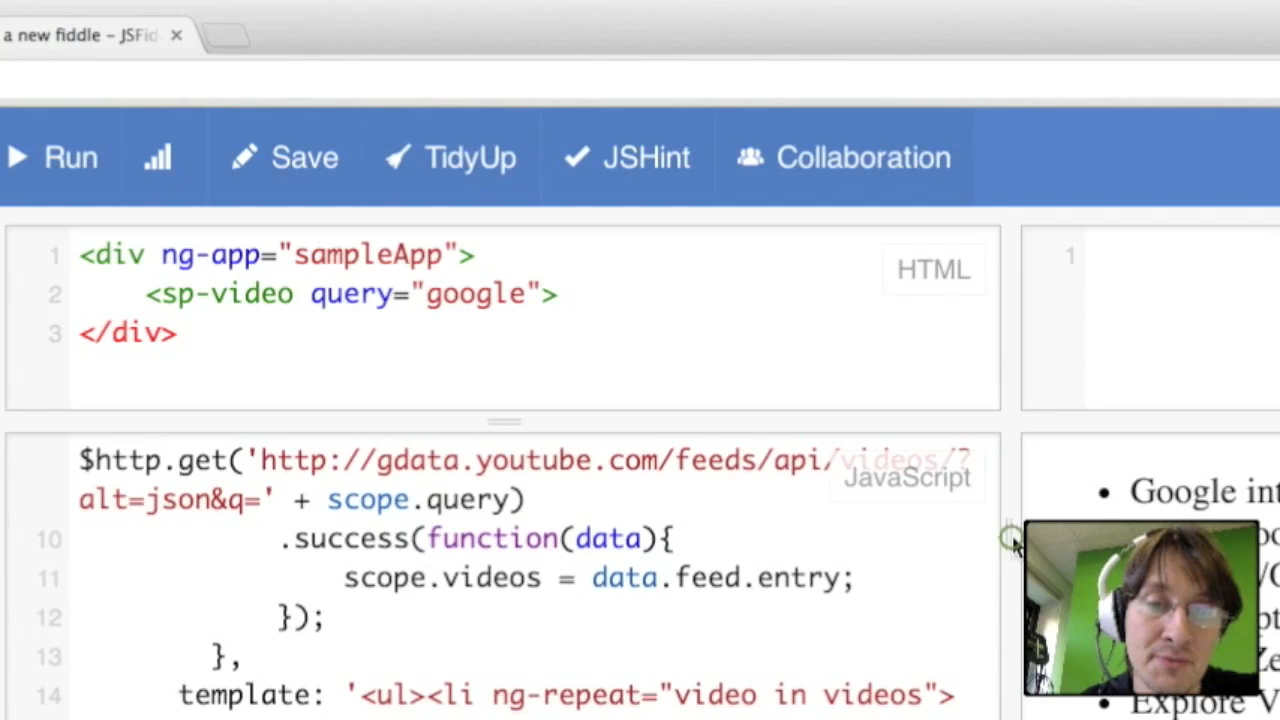 a new fiddle – JSFid
Run
Save
TidyUp
JSHint
Collaboration
1 <div ng-app="sampleApp">
2 <sp-video query="google">
3 </div>
HTML
1
$http.get('http://gdata.youtube.com/feeds/api/videos/?
alt=json&q=' + scope.query)
JavaScript
10 .success(function(data){
11 scope.videos = data.feed.entry;
12 });
13 },
14 template: '<ul><li ng-repeat="video in videos">
• Google int
• Explore V